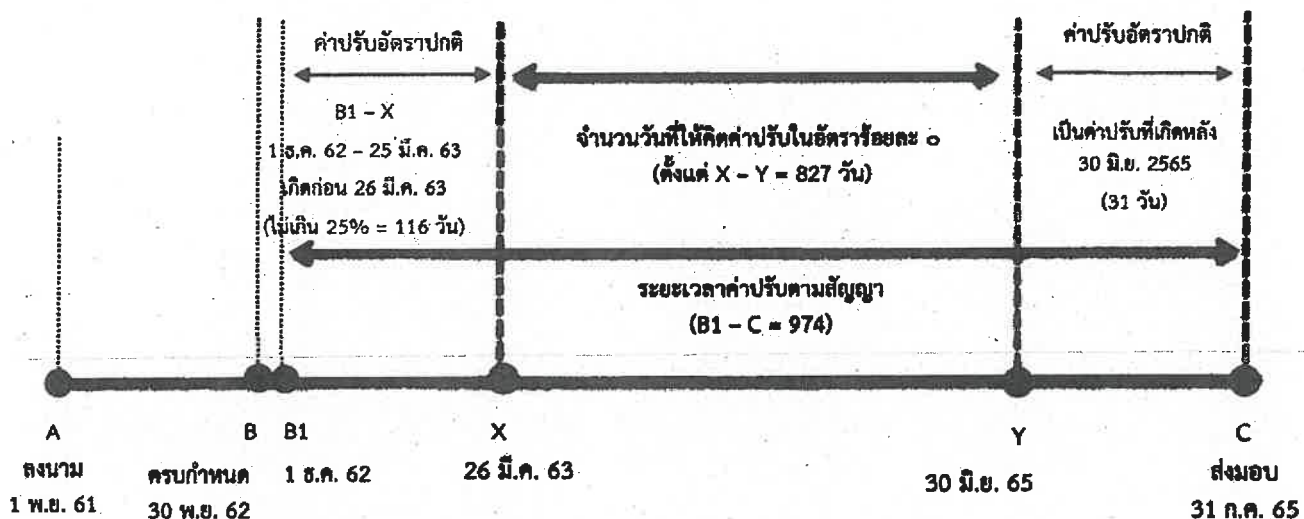 ค่าปรับอัตราปกติ
B1 – X
1 ธ.ค. 62 – 25 มี.ค. 63
เกิดก่อน 26 มี.ค. 63
(ไม่เกิน 25% = 116 วัน)
จำนวนวันที่ให้คิดค่าปรับในอัตราร้อยละ ๐
(ตั้งแต่ X – Y = 827 วัน)
ค่าปรับอัตราปกติ
เป็นค่าปรับที่เกิดหลัง
30 มิ.ย. 2565
(31 วัน)
ระยะเวลาค่าปรับตามสัญญา
(B1 – C = 974)
A
ลงนาม
1 พ.ย. 61
B
ครบกำหนด
30 พ.ย. 62
B1
1 ธ.ค. 62
X
26 มี.ค. 63
Y
30 มิ.ย. 65
C
ส่งมอบ
31 ก.ค. 65